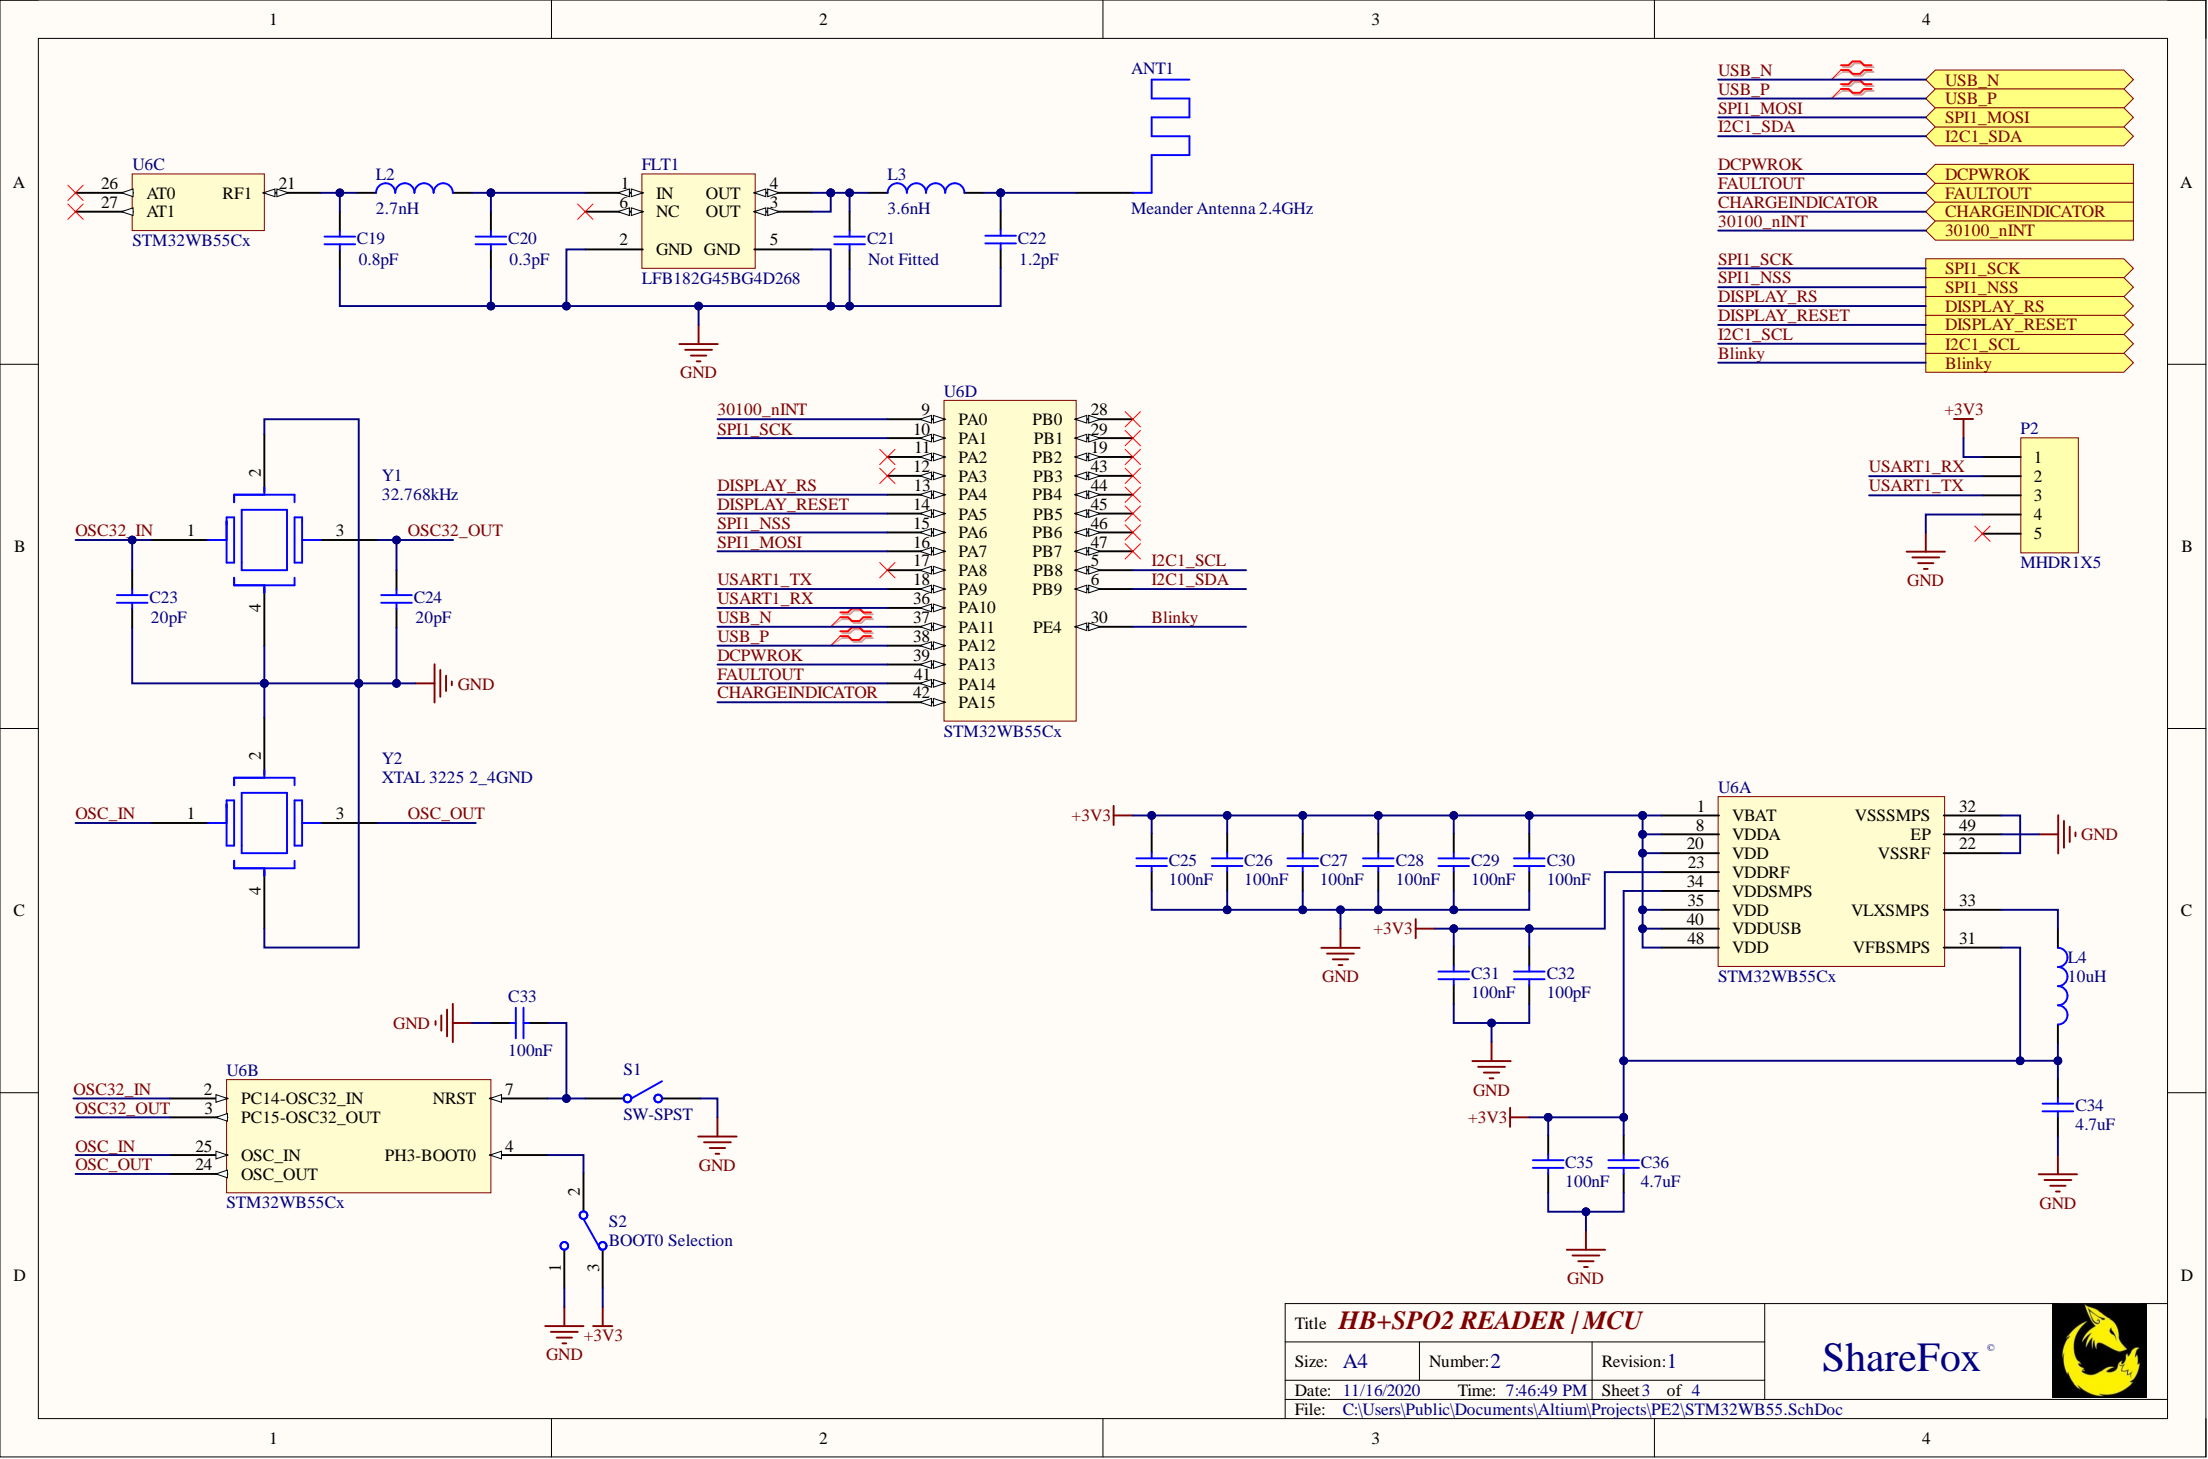 1 2 3 4
A
B
C
D
ANT1
Meander Antenna 2.4GHz
U6C
26 AT0 RF1 21
27 AT1
STM32WB55Cx
L2
2.7nH
C19
0.8pF
C20
0.3pF
FLT1
1 IN OUT 4
6 NC OUT 3
2 GND GND 5
LFB182G45BG4D268
L3
3.6nH
C21
Not Fitted
C22
1.2pF
GND
USB_N USB_N
USB_P USB_P
SPI1_MOSI SPI1_MOSI
I2C1_SDA I2C1_SDA
DCPWROK DCPWROK
FAULTOUT FAULTOUT
CHARGEINDICATOR CHARGEINDICATOR
30100_nINT 30100_nINT
SPI1_SCK SPI1_SCK
SPI1_NSS SPI1_NSS
DISPLAY_RS DISPLAY_RS
DISPLAY_RESET DISPLAY_RESET
I2C1_SCL I2C1_SCL
Blinky Blinky
A
B
C
D
2
Y1
32.768kHz
OSC32_IN 1 3 OSC32_OUT
4
C23
20pF
C24
20pF
GND
2
Y2
XTAL 3225 2_4GND
OSC_IN 1 3 OSC_OUT
4
U6D
30100_nINT 9 PA0 PB0 28
SPI1_SCK 10 PA1 PB1 29
11 PA2 PB2 19
12 PA3 PB3 43
DISPLAY_RS 13 PA4 PB4 44
DISPLAY_RESET 14 PA5 PB5 45
SPI1_NSS 15 PA6 PB6 46
SPI1_MOSI 16 PA7 PB7 47
17 PA8 PB8 5 I2C1_SCL
USART1_TX 18 PA9 PB9 6 I2C1_SDA
USART1_RX 36 PA10
USB_N 37 PA11 PE4 30 Blinky
USB_P 38 PA12
DCPWROK 39 PA13
FAULTOUT 41 PA14
CHARGEINDICATOR 42 PA15
STM32WB55Cx
+3V3
P2
1
USART1_RX 2
USART1_TX 3
4
5
GND
MHDR1X5
+3V3
C25
100nF
C26
100nF
C27
100nF
C28
100nF
C29
100nF
C30
100nF
GND
+3V3
C31
100nF
C32
100pF
GND
U6A
1 VBAT VSSSMPS 32
8 VDDA EP 49 GND
20 VDD VSSRF 22
23 VDDRF
34 VDDSMPS
35 VDD VLXSMPS 33
40 VDDUSB
48 VDD VFBSMPS 31
STM32WB55Cx
L4
10uH
C34
4.7uF
GND
+3V3
C35
100nF
C36
4.7uF
GND
C33
GND
100nF
U6B
OSC32_IN 2 PC14-OSC32_IN NRST 7
OSC32_OUT 3 PC15-OSC32_OUT
OSC_IN 25 OSC_IN PH3-BOOT0 4
OSC_OUT 24 OSC_OUT
STM32WB55Cx
S1
SW-SPST
GND
2
S2
BOOT0 Selection
1 3
GND +3V3
Title HB+SPO2 READER / MCU
Size: A4 Number:2 Revision:1
Date: 11/16/2020 Time: 7:46:49 PM Sheet3 of 4
File: C:\Users\Public\Documents\Altium\Projects\PE2\STM32WB55.SchDoc
ShareFox ©
1 2 3 4